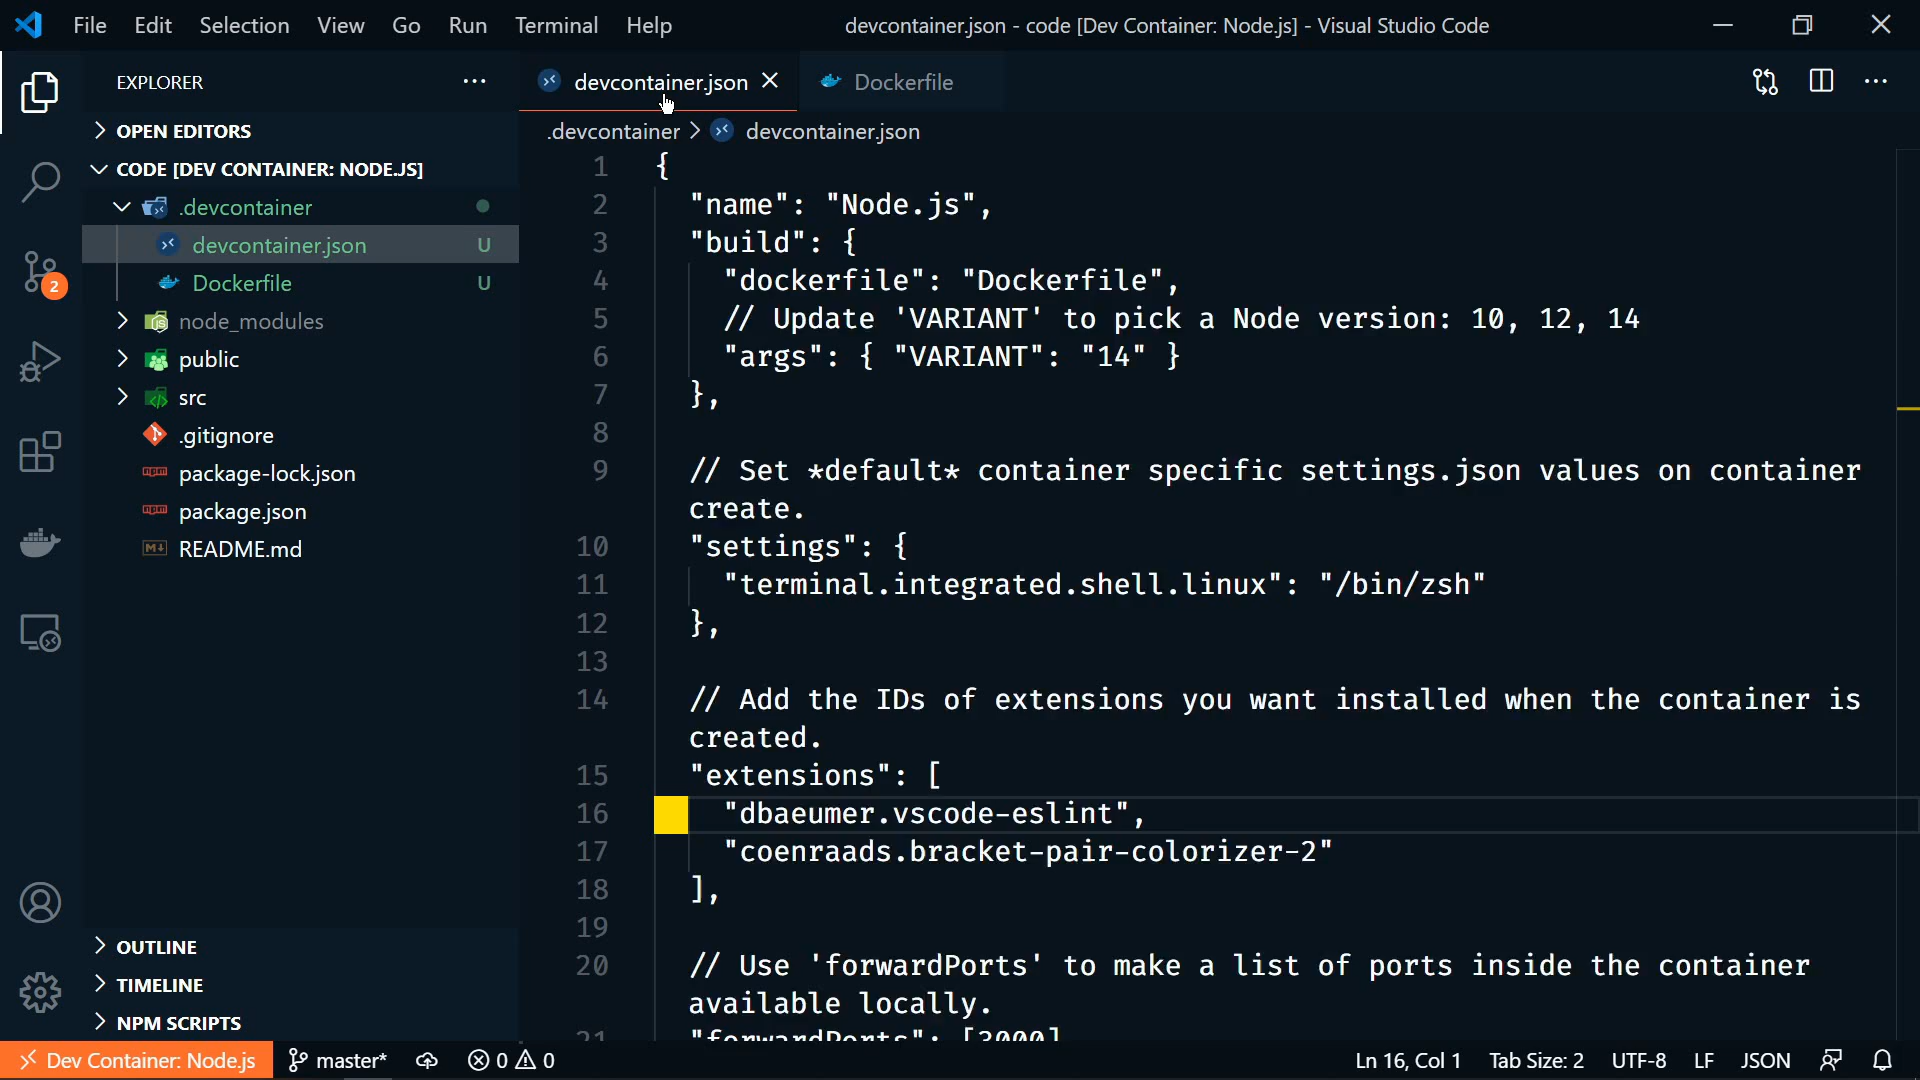 File Edit Selection View Go Run Terminal Help
devcontainer.json - code [Dev Container: Node.js] - Visual Studio Code
EXPLORER
OPEN EDITORS
CODE [DEV CONTAINER: NODE.JS]
.devcontainer
devcontainer.json U
Dockerfile U
node_modules
public
src
.gitignore
package-lock.json
package.json
README.md
OUTLINE
TIMELINE
NPM SCRIPTS
2
devcontainer.json
Dockerfile
.devcontainer > devcontainer.json
1 {
2 "name": "Node.js",
3 "build": {
4 "dockerfile": "Dockerfile",
5 // Update 'VARIANT' to pick a Node version: 10, 12, 14
6 "args": { "VARIANT": "14" }
7 },
8
9 // Set *default* container specific settings.json values on container
create.
10 "settings": {
11 "terminal.integrated.shell.linux": "/bin/zsh"
12 },
13
14 // Add the IDs of extensions you want installed when the container is
created.
15 "extensions": [
16 "dbaeumer.vscode-eslint",
17 "coenraads.bracket-pair-colorizer-2"
18 ],
19
20 // Use 'forwardPorts' to make a list of ports inside the container
available locally.
21 "forwardPorts": [3000]
Dev Container: Node.js master* 0 0 Ln 16, Col 1 Tab Size: 2 UTF-8 LF JSON